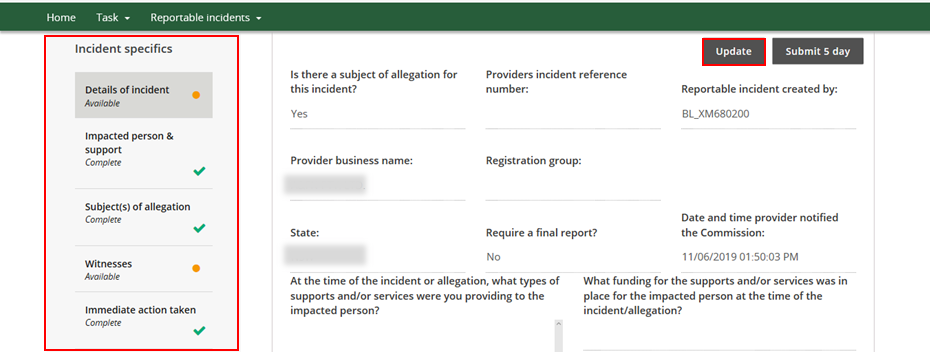 Home Task Reportable incidents
Incident specifics
Details of incident
Available
Impacted person &
support
Complete
Subject(s) of allegation
Complete
Witnesses
Available
Immediate action taken
Complete
Update Submit 5 day
Is there a subject of allegation for
this incident?
Yes
Providers incident reference
number:
Reportable incident created by:
BL_XM680200
Provider business name:
Registration group:
State:
Require a final report?
No
Date and time provider notified
the Commission:
11/06/2019 01:50:03 PM
At the time of the incident or allegation, what types of
supports and/or services were you providing to the
impacted person?
What funding for the supports and/or services was in
place for the impacted person at the time of the
incident/allegation?